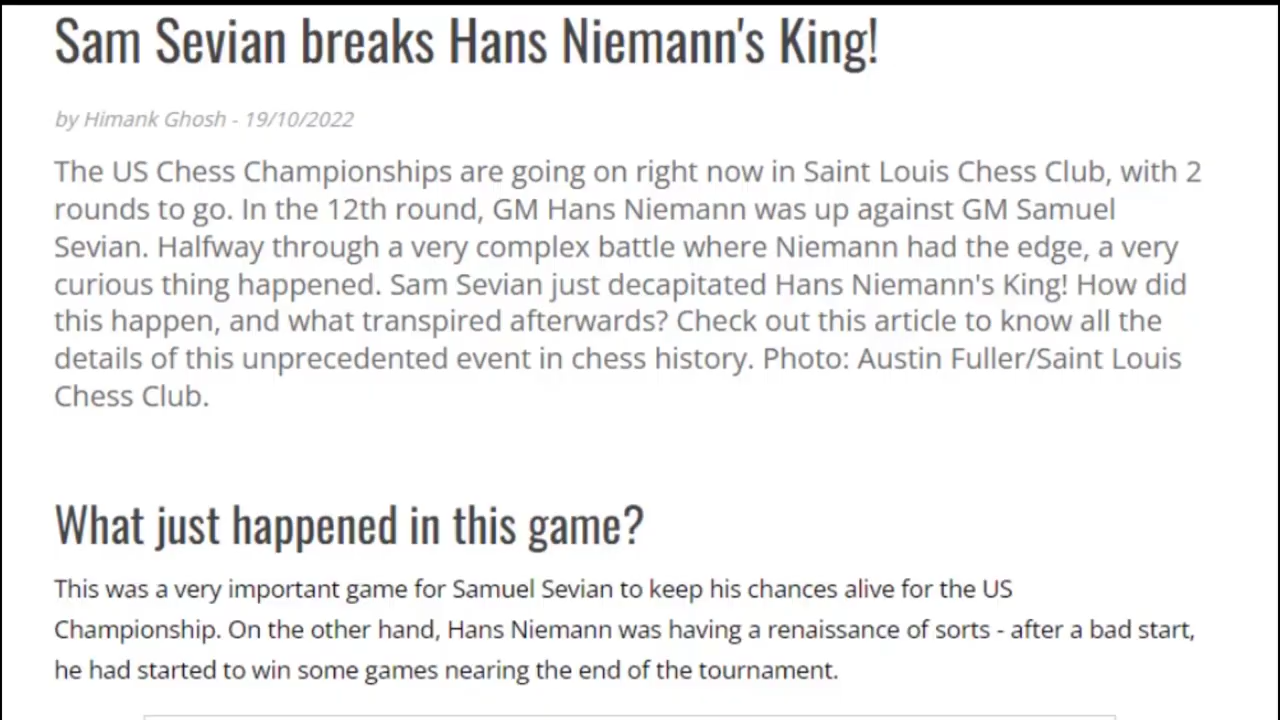 Sam Sevian breaks Hans Niemann's King!
by Himank Ghosh - 19/10/2022
The US Chess Championships are going on right now in Saint Louis Chess Club, with 2
rounds to go. In the 12th round, GM Hans Niemann was up against GM Samuel
Sevian. Halfway through a very complex battle where Niemann had the edge, a very
curious thing happened. Sam Sevian just decapitated Hans Niemann's King! How did
this happen, and what transpired afterwards? Check out this article to know all the
details of this unprecedented event in chess history. Photo: Austin Fuller/Saint Louis
Chess Club.
What just happened in this game?
This was a very important game for Samuel Sevian to keep his chances alive for the US
Championship. On the other hand, Hans Niemann was having a renaissance of sorts - after a bad start,
he had started to win some games nearing the end of the tournament.